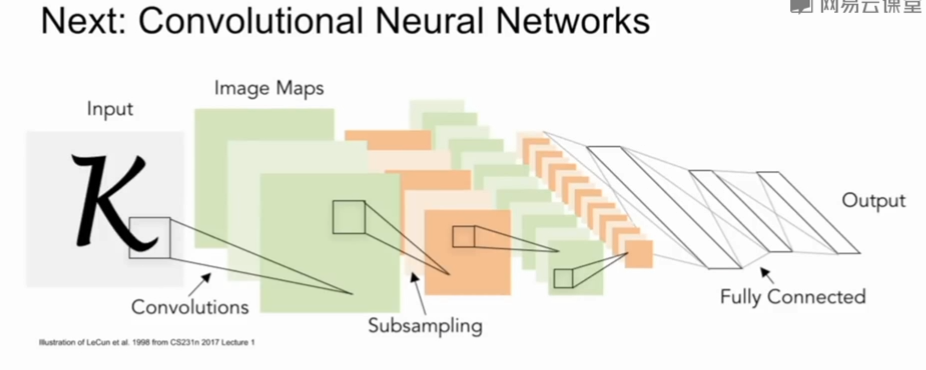 Next: Convolutional Neural Networks
网易云课堂
Image Maps
Input
K
Output
Convolutions
Subsampling
Fully Connected
Illustration of LeCun et al. 1998 from CS231n 2017 Lecture 1